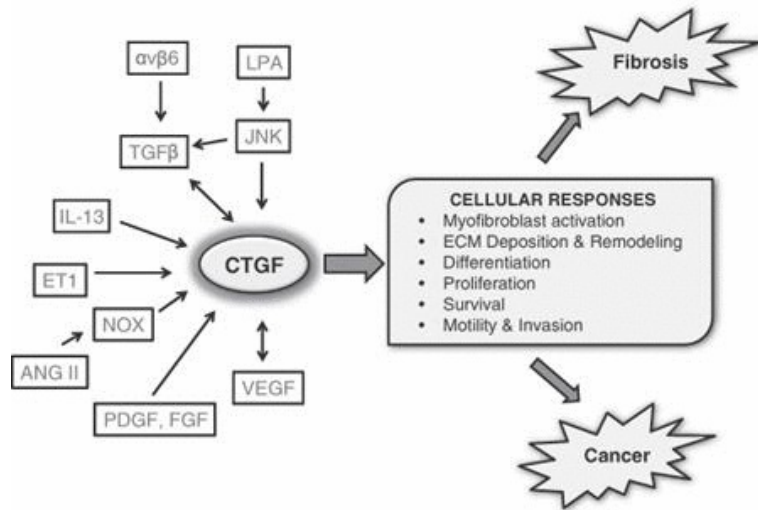 αvβ6
LPA
Fibrosis
TGFβ
JNK
IL-13
CTGF
ET1
NOX
ANG II
PDGF, FGF
VEGF
CELLULAR RESPONSES
• Myofibroblast activation
• ECM Deposition & Remodeling
• Differentiation
• Proliferation
• Survival
• Motility & Invasion
Cancer